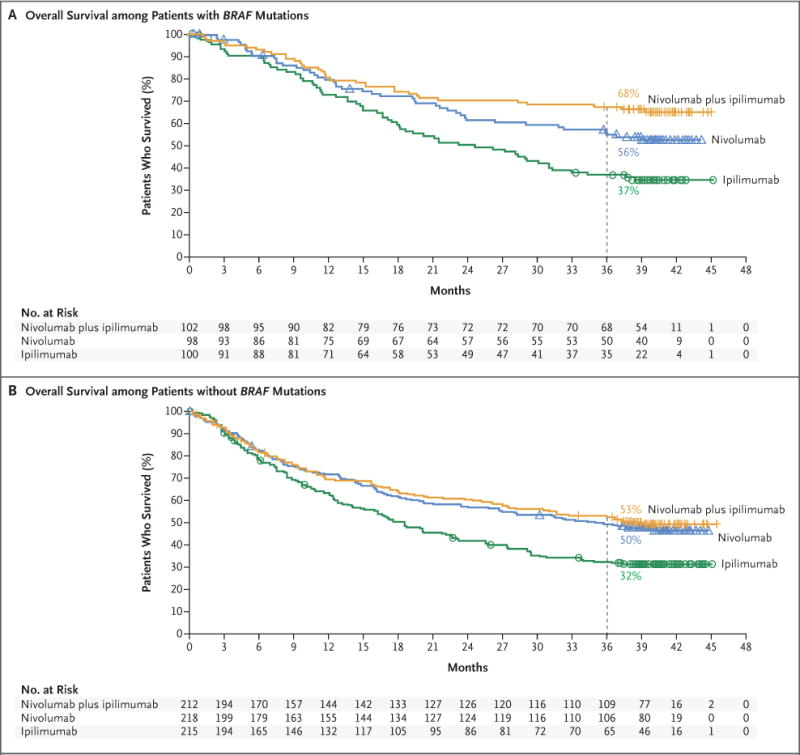 A Overall Survival among Patients with BRAF Mutations
Patients Who Survived (%)
100
90
80
70
60
50
40
30
20
10
0
68%
Nivolumab plus ipilimumab
Nivolumab
56%
Ipilimumab
37%
0 3 6 9 12 15 18 21 24 27 30 33 36 39 42 45 48
Months
No. at Risk
Nivolumab plus ipilimumab 102 98 95 90 82 79 76 73 72 72 70 70 68 54 11 1 0
Nivolumab 98 93 86 81 75 69 67 64 57 56 55 53 50 40 9 0 0
Ipilimumab 100 91 88 81 71 64 58 53 49 47 41 37 35 22 4 1 0
B Overall Survival among Patients without BRAF Mutations
Patients Who Survived (%)
100
90
80
70
60
50
40
30
20
10
0
53%
Nivolumab plus ipilimumab
Nivolumab
50%
Ipilimumab
32%
0 3 6 9 12 15 18 21 24 27 30 33 36 39 42 45 48
Months
No. at Risk
Nivolumab plus ipilimumab 212 194 170 157 144 142 133 127 126 120 116 110 109 77 16 2 0
Nivolumab 218 199 179 163 155 144 134 127 124 119 116 110 106 80 19 0 0
Ipilimumab 215 194 165 146 132 117 105 95 86 81 72 70 65 46 16 1 0